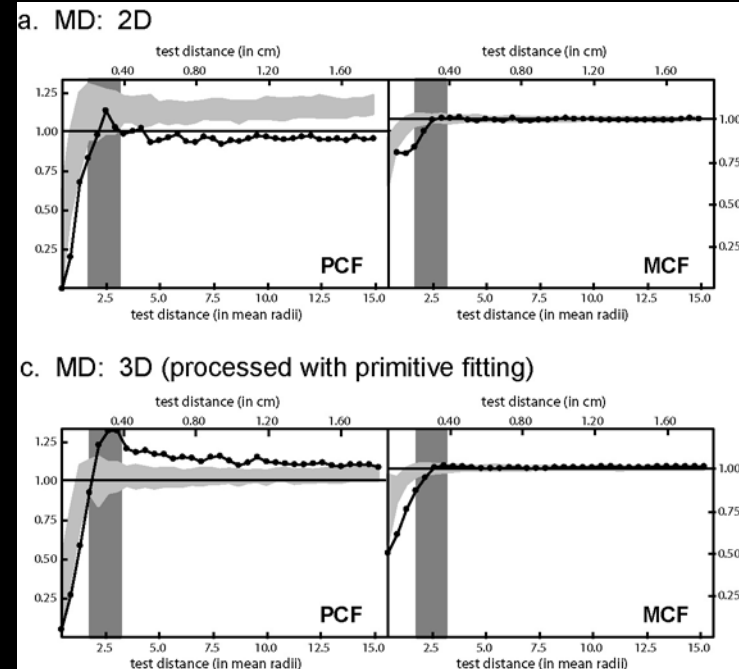 a. MD: 2D
test distance (in cm) test distance (in cm)
0.40 0.80 1.20 1.60 0.40 0.80 1.20 1.60
1.25
1.00 1.00
0.75 0.75
0.50 0.50
0.25 0.25
PCF MCF
2.5 5.0 7.5 10.0 12.5 15.0 2.5 5.0 7.5 10.0 12.5 15.0
test distance (in mean radii) test distance (in mean radii)
c. MD: 3D (processed with primitive fitting)
test distance (in cm) test distance (in cm)
0.40 0.80 1.20 1.60 0.40 0.80 1.20 1.60
1.25
1.00 1.00
0.75 0.75
0.50 0.50
0.25 0.25
PCF MCF
2.5 5.0 7.5 10.0 12.5 15.0 2.5 5.0 7.5 10.0 12.5 15.0
test distance (in mean radii) test distance (in mean radii)